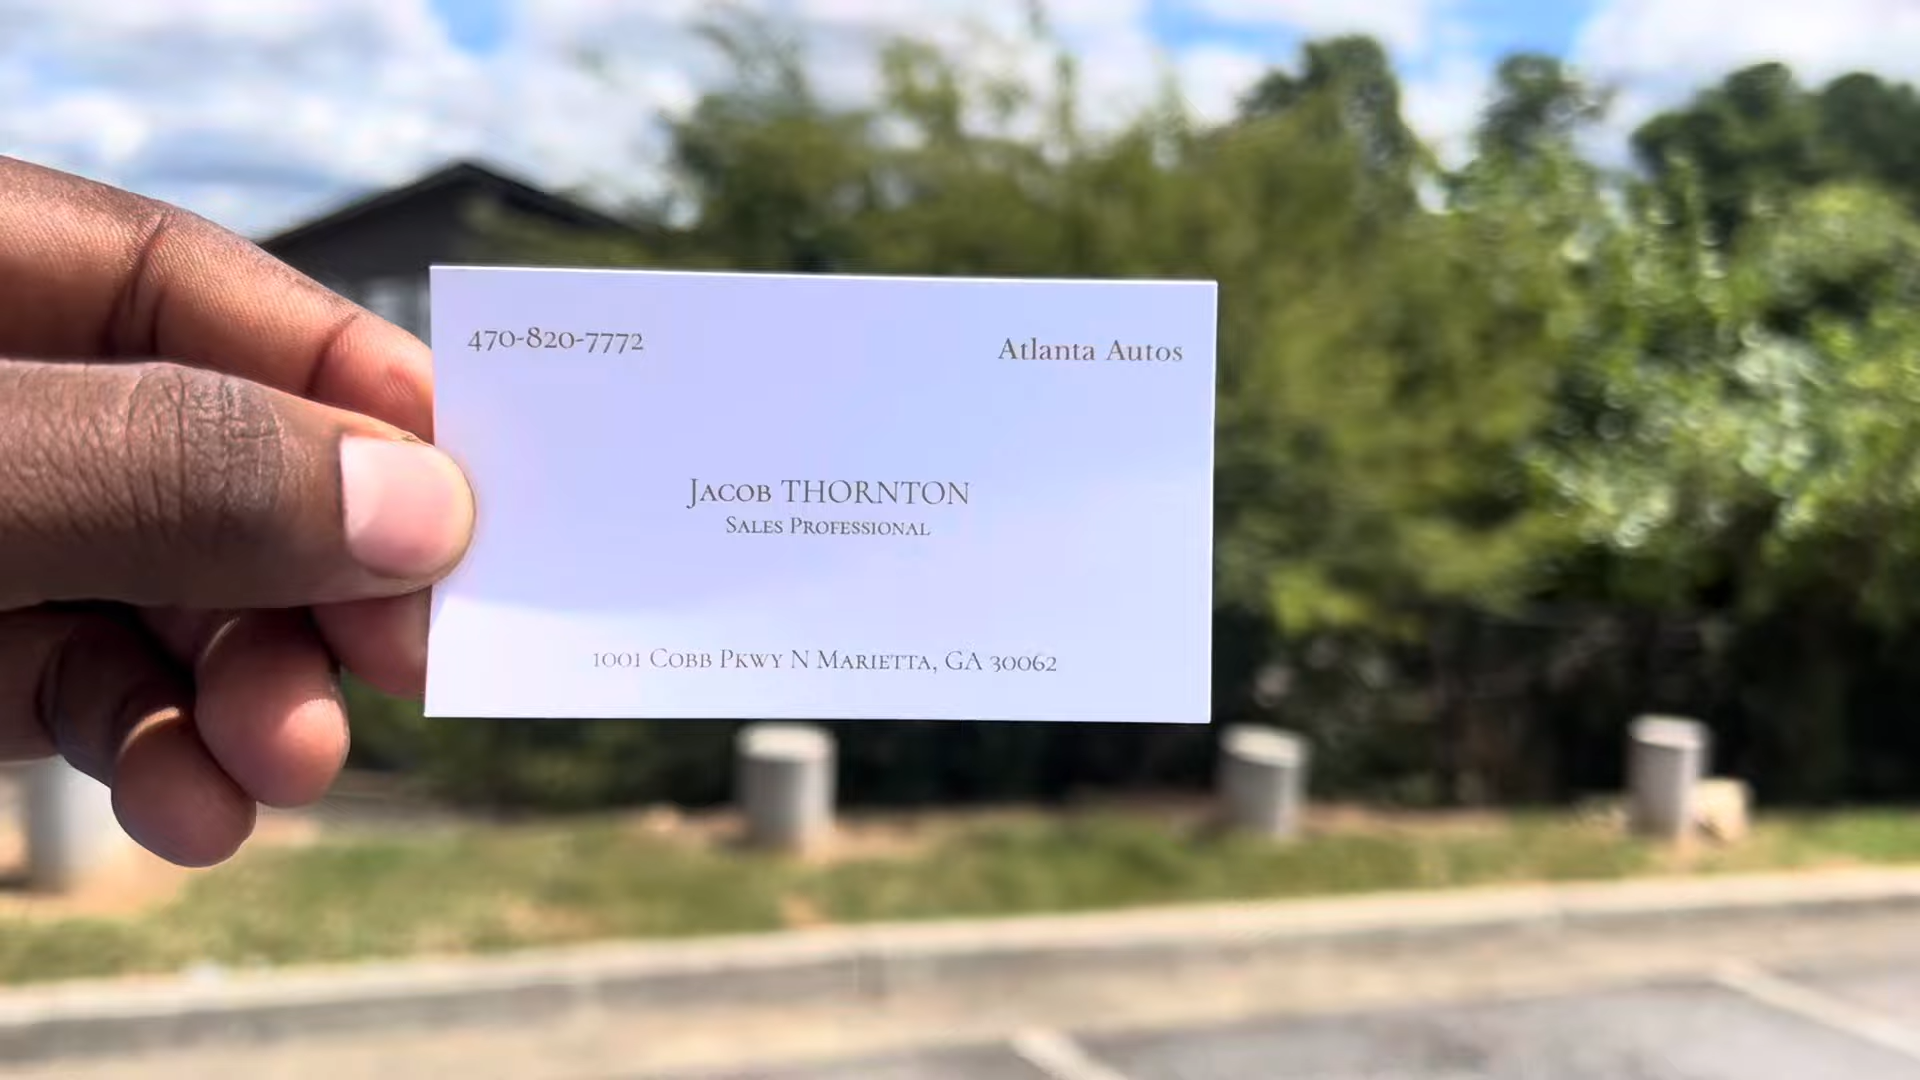 470-820-7772
Atlanta Autos
Jacob THORNTON
Sales Professional
1001 Cobb Pkwy N Marietta, GA 30062